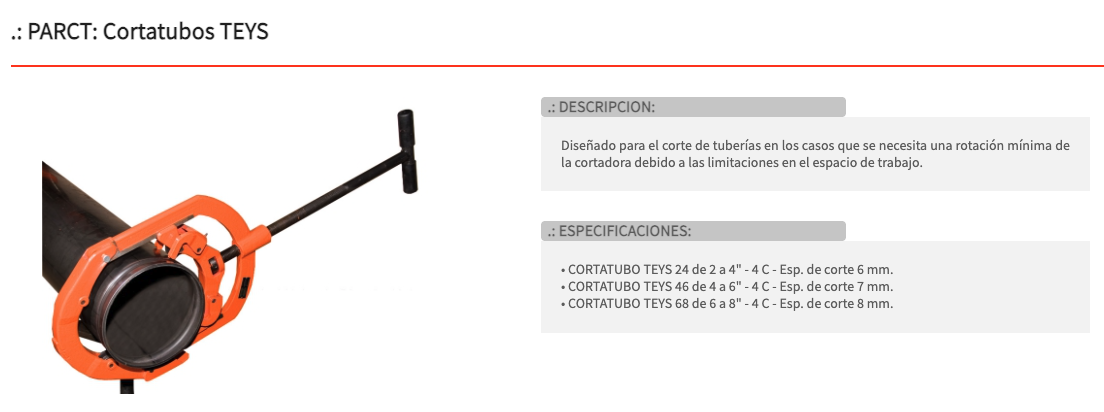 .: PARCT: Cortatubos TEYS
.: DESCRIPCION:
Diseñado para el corte de tuberías en los casos que se necesita una rotación mínima de
la cortadora debido a las limitaciones en el espacio de trabajo.
.: ESPECIFICACIONES:
• CORTATUBO TEYS 24 de 2 a 4" - 4 C - Esp. de corte 6 mm.
• CORTATUBO TEYS 46 de 4 a 6" - 4 C - Esp. de corte 7 mm.
• CORTATUBO TEYS 68 de 6 a 8" - 4 C - Esp. de corte 8 mm.